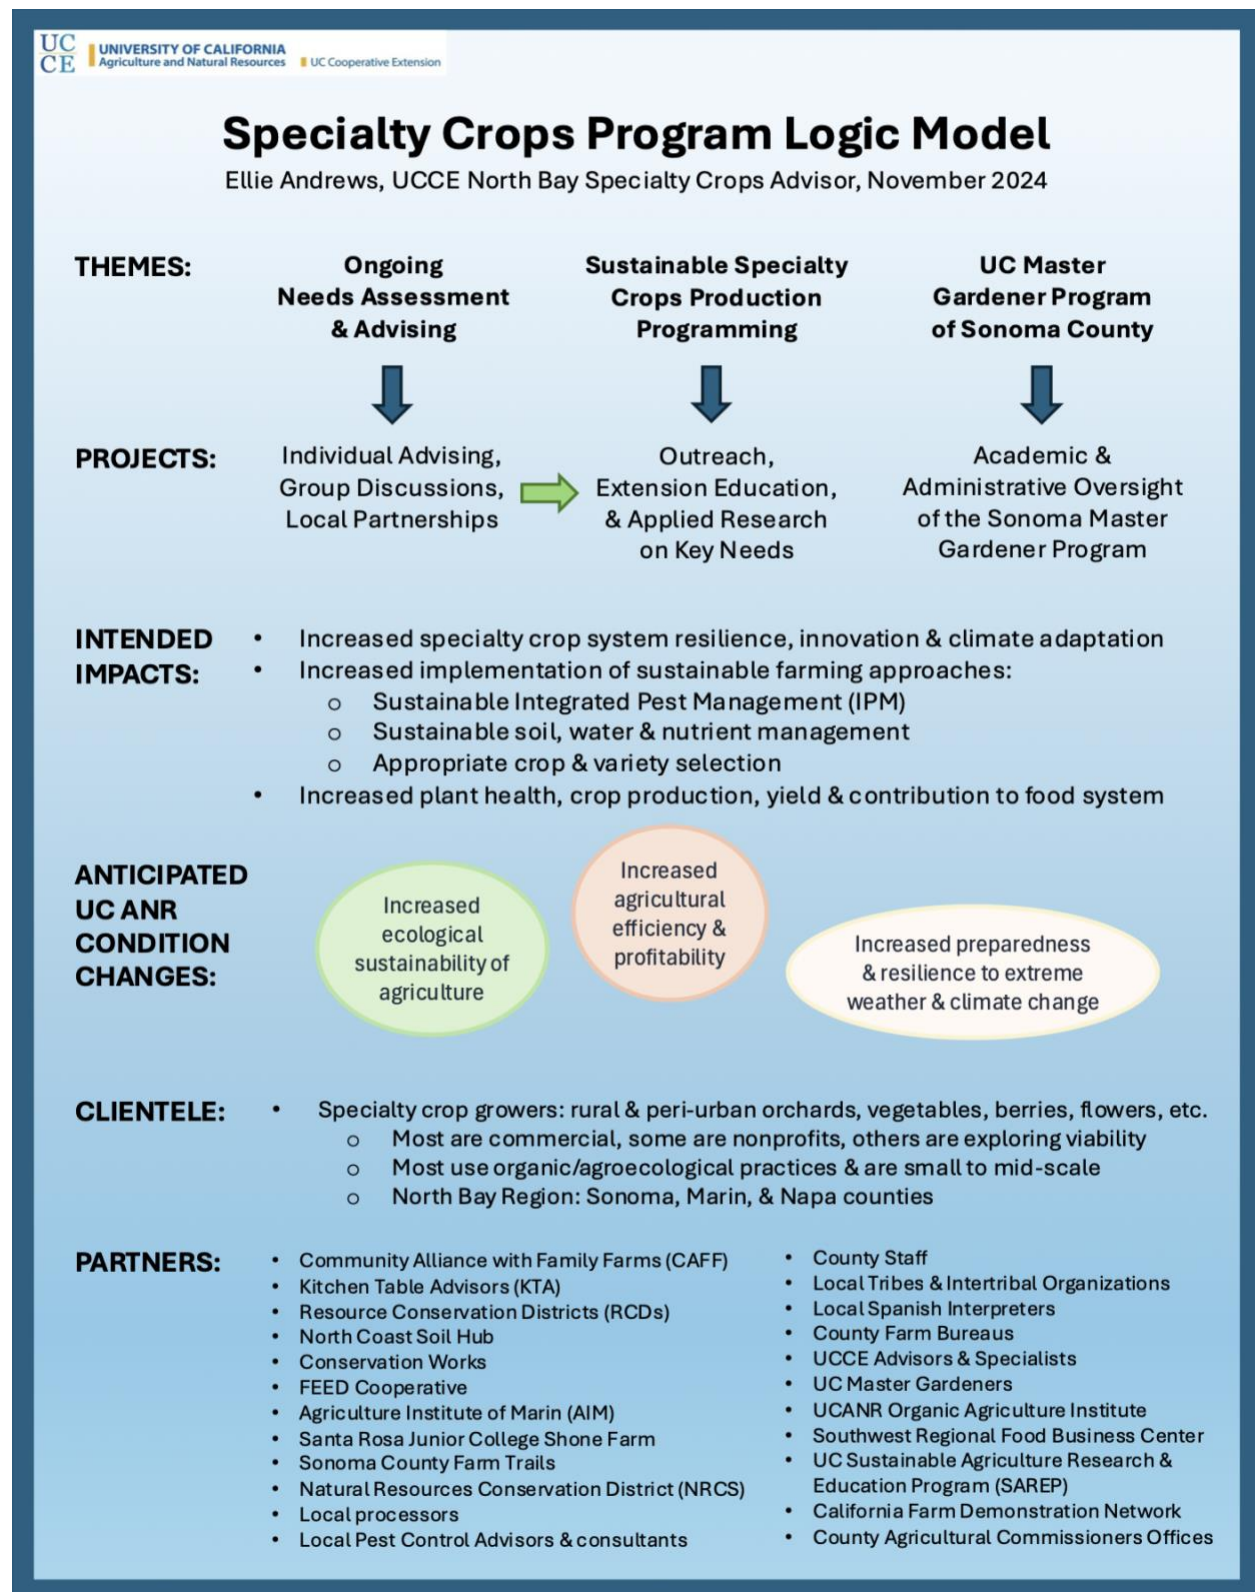 UC
CE
UNIVERSITY OF CALIFORNIA
Agriculture and Natural Resources
UC Cooperative Extension
Specialty Crops Program Logic Model
Ellie Andrews, UCCE North Bay Specialty Crops Advisor, November 2024
THEMES:
Ongoing
Needs Assessment
& Advising
Sustainable Specialty
Crops Production
Programming
UC Master
Gardener Program
of Sonoma County
PROJECTS:
Individual Advising,
Group Discussions,
Local Partnerships
Outreach,
Extension Education,
& Applied Research
on Key Needs
Academic &
Administrative Oversight
of the Sonoma Master
Gardener Program
INTENDED
IMPACTS:
• Increased specialty crop system resilience, innovation & climate adaptation
• Increased implementation of sustainable farming approaches:
o Sustainable Integrated Pest Management (IPM)
o Sustainable soil, water & nutrient management
o Appropriate crop & variety selection
• Increased plant health, crop production, yield & contribution to food system
ANTICIPATED
UC ANR
CONDITION
CHANGES:
Increased
ecological
sustainability of
agriculture
Increased
agricultural
efficiency &
profitability
Increased preparedness
& resilience to extreme
weather & climate change
CLIENTELE:
• Specialty crop growers: rural & peri-urban orchards, vegetables, berries, flowers, etc.
o Most are commercial, some are nonprofits, others are exploring viability
o Most use organic/agroecological practices & are small to mid-scale
o North Bay Region: Sonoma, Marin, & Napa counties
PARTNERS:
• Community Alliance with Family Farms (CAFF)
• Kitchen Table Advisors (KTA)
• Resource Conservation Districts (RCDs)
• North Coast Soil Hub
• Conservation Works
• FEED Cooperative
• Agriculture Institute of Marin (AIM)
• Santa Rosa Junior College Shone Farm
• Sonoma County Farm Trails
• Natural Resources Conservation District (NRCS)
• Local processors
• Local Pest Control Advisors & consultants
• County Staff
• Local Tribes & Intertribal Organizations
• Local Spanish Interpreters
• County Farm Bureaus
• UCCE Advisors & Specialists
• UC Master Gardeners
• UCANR Organic Agriculture Institute
• Southwest Regional Food Business Center
• UC Sustainable Agriculture Research &
Education Program (SAREP)
• California Farm Demonstration Network
• County Agricultural Commissioners Offices